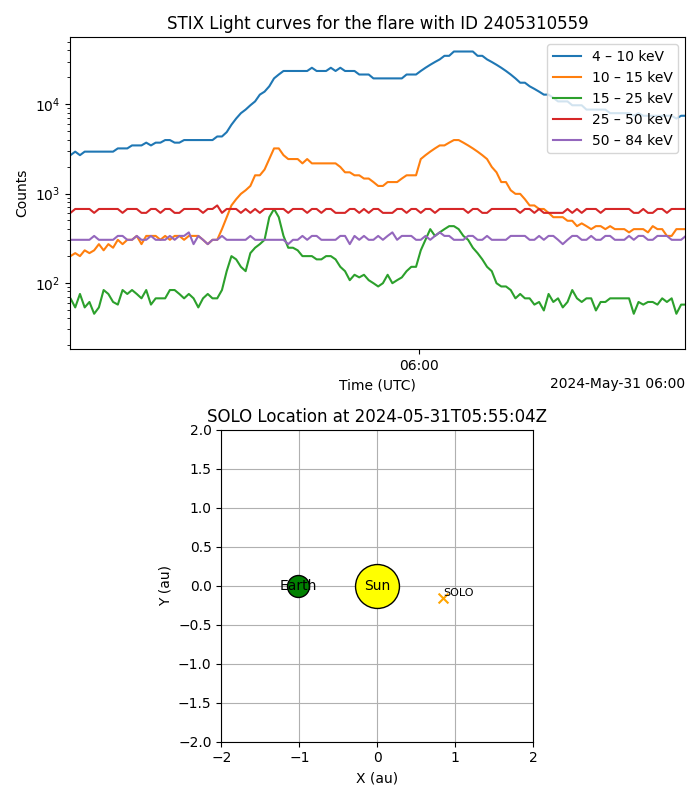 STIX Light curves for the flare with ID 2405310559
10⁴
10³
10²
Counts
4 – 10 keV
10 – 15 keV
15 – 25 keV
25 – 50 keV
50 – 84 keV
06:00
Time (UTC)
2024-May-31 06:00
SOLO Location at 2024-05-31T05:55:04Z
2.0
1.5
1.0
0.5
0.0
−0.5
−1.0
−1.5
−2.0
Y (au)
Earth
Sun
SOLO
−2 −1 0 1 2
X (au)